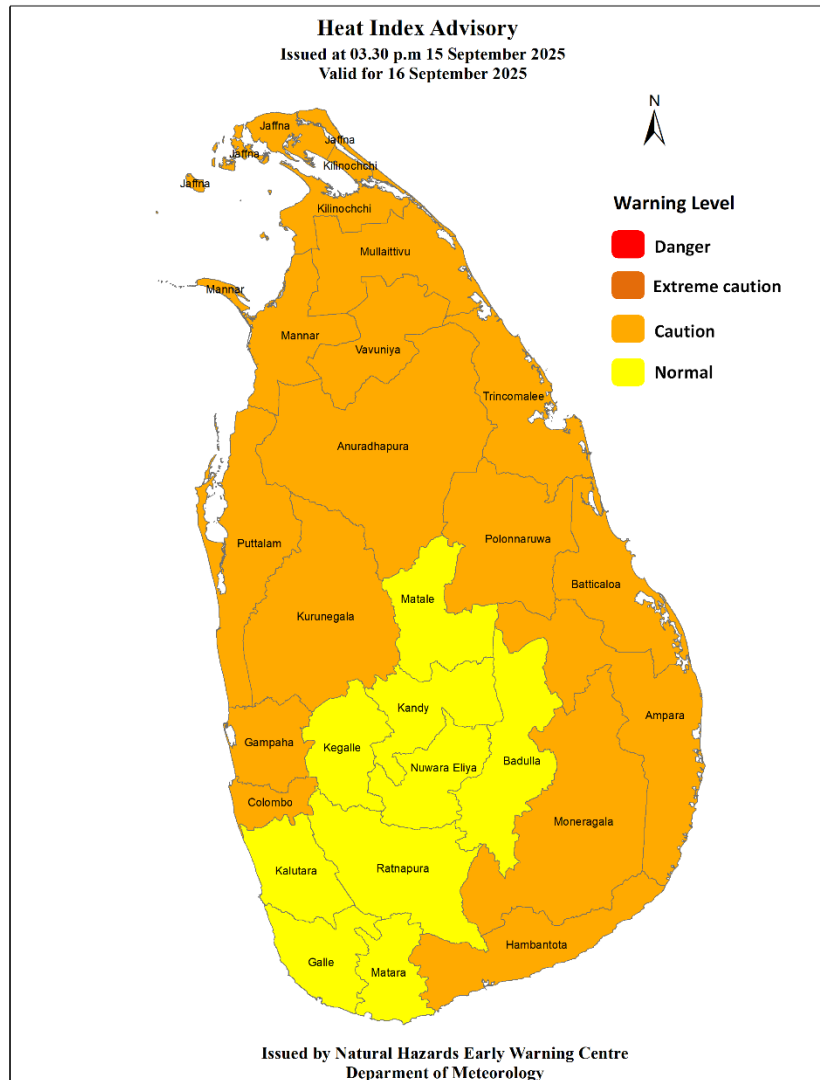 Heat Index Advisory
Issued at 03.30 p.m 15 September 2025
Valid for 16 September 2025
N
Warning Level
Danger
Extreme caution
Caution
Normal
Jaffna
Jaffna
Jaffna
Kilinochchi
Jaffna
Kilinochchi
Mullaittivu
Mannar
Mannar
Vavuniya
Trincomalee
Anuradhapura
Puttalam
Polonnaruwa
Batticaloa
Matale
Kurunegala
Kandy
Ampara
Gampaha
Kegalle
Badulla
Nuwara Eliya
Colombo
Moneragala
Kalutara
Ratnapura
Hambantota
Galle
Matara
Issued by Natural Hazards Early Warning Centre
Deparment of Meteorology